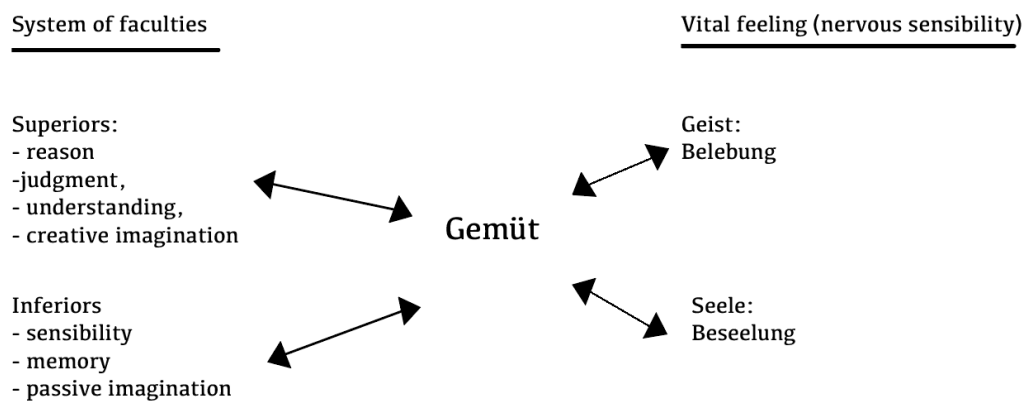 System of faculties
Superiors:
- reason
-judgment,
- understanding,
- creative imagination
Inferiors
- sensibility
- memory
- passive imagination
Gemüt
Vital feeling (nervous sensibility)
Geist:
Belebung
Seele:
Beseelung